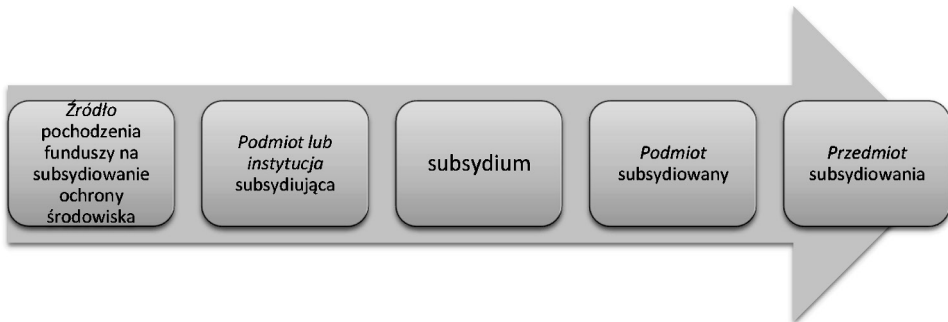 Źródło
pochodzenia
funduszy na
subsydiowanie
ochrony
środowiska
Podmiot lub
instytucja
subsydiująca
subsydium
Podmiot
subsydiowany
Przedmiot
subsydiowania